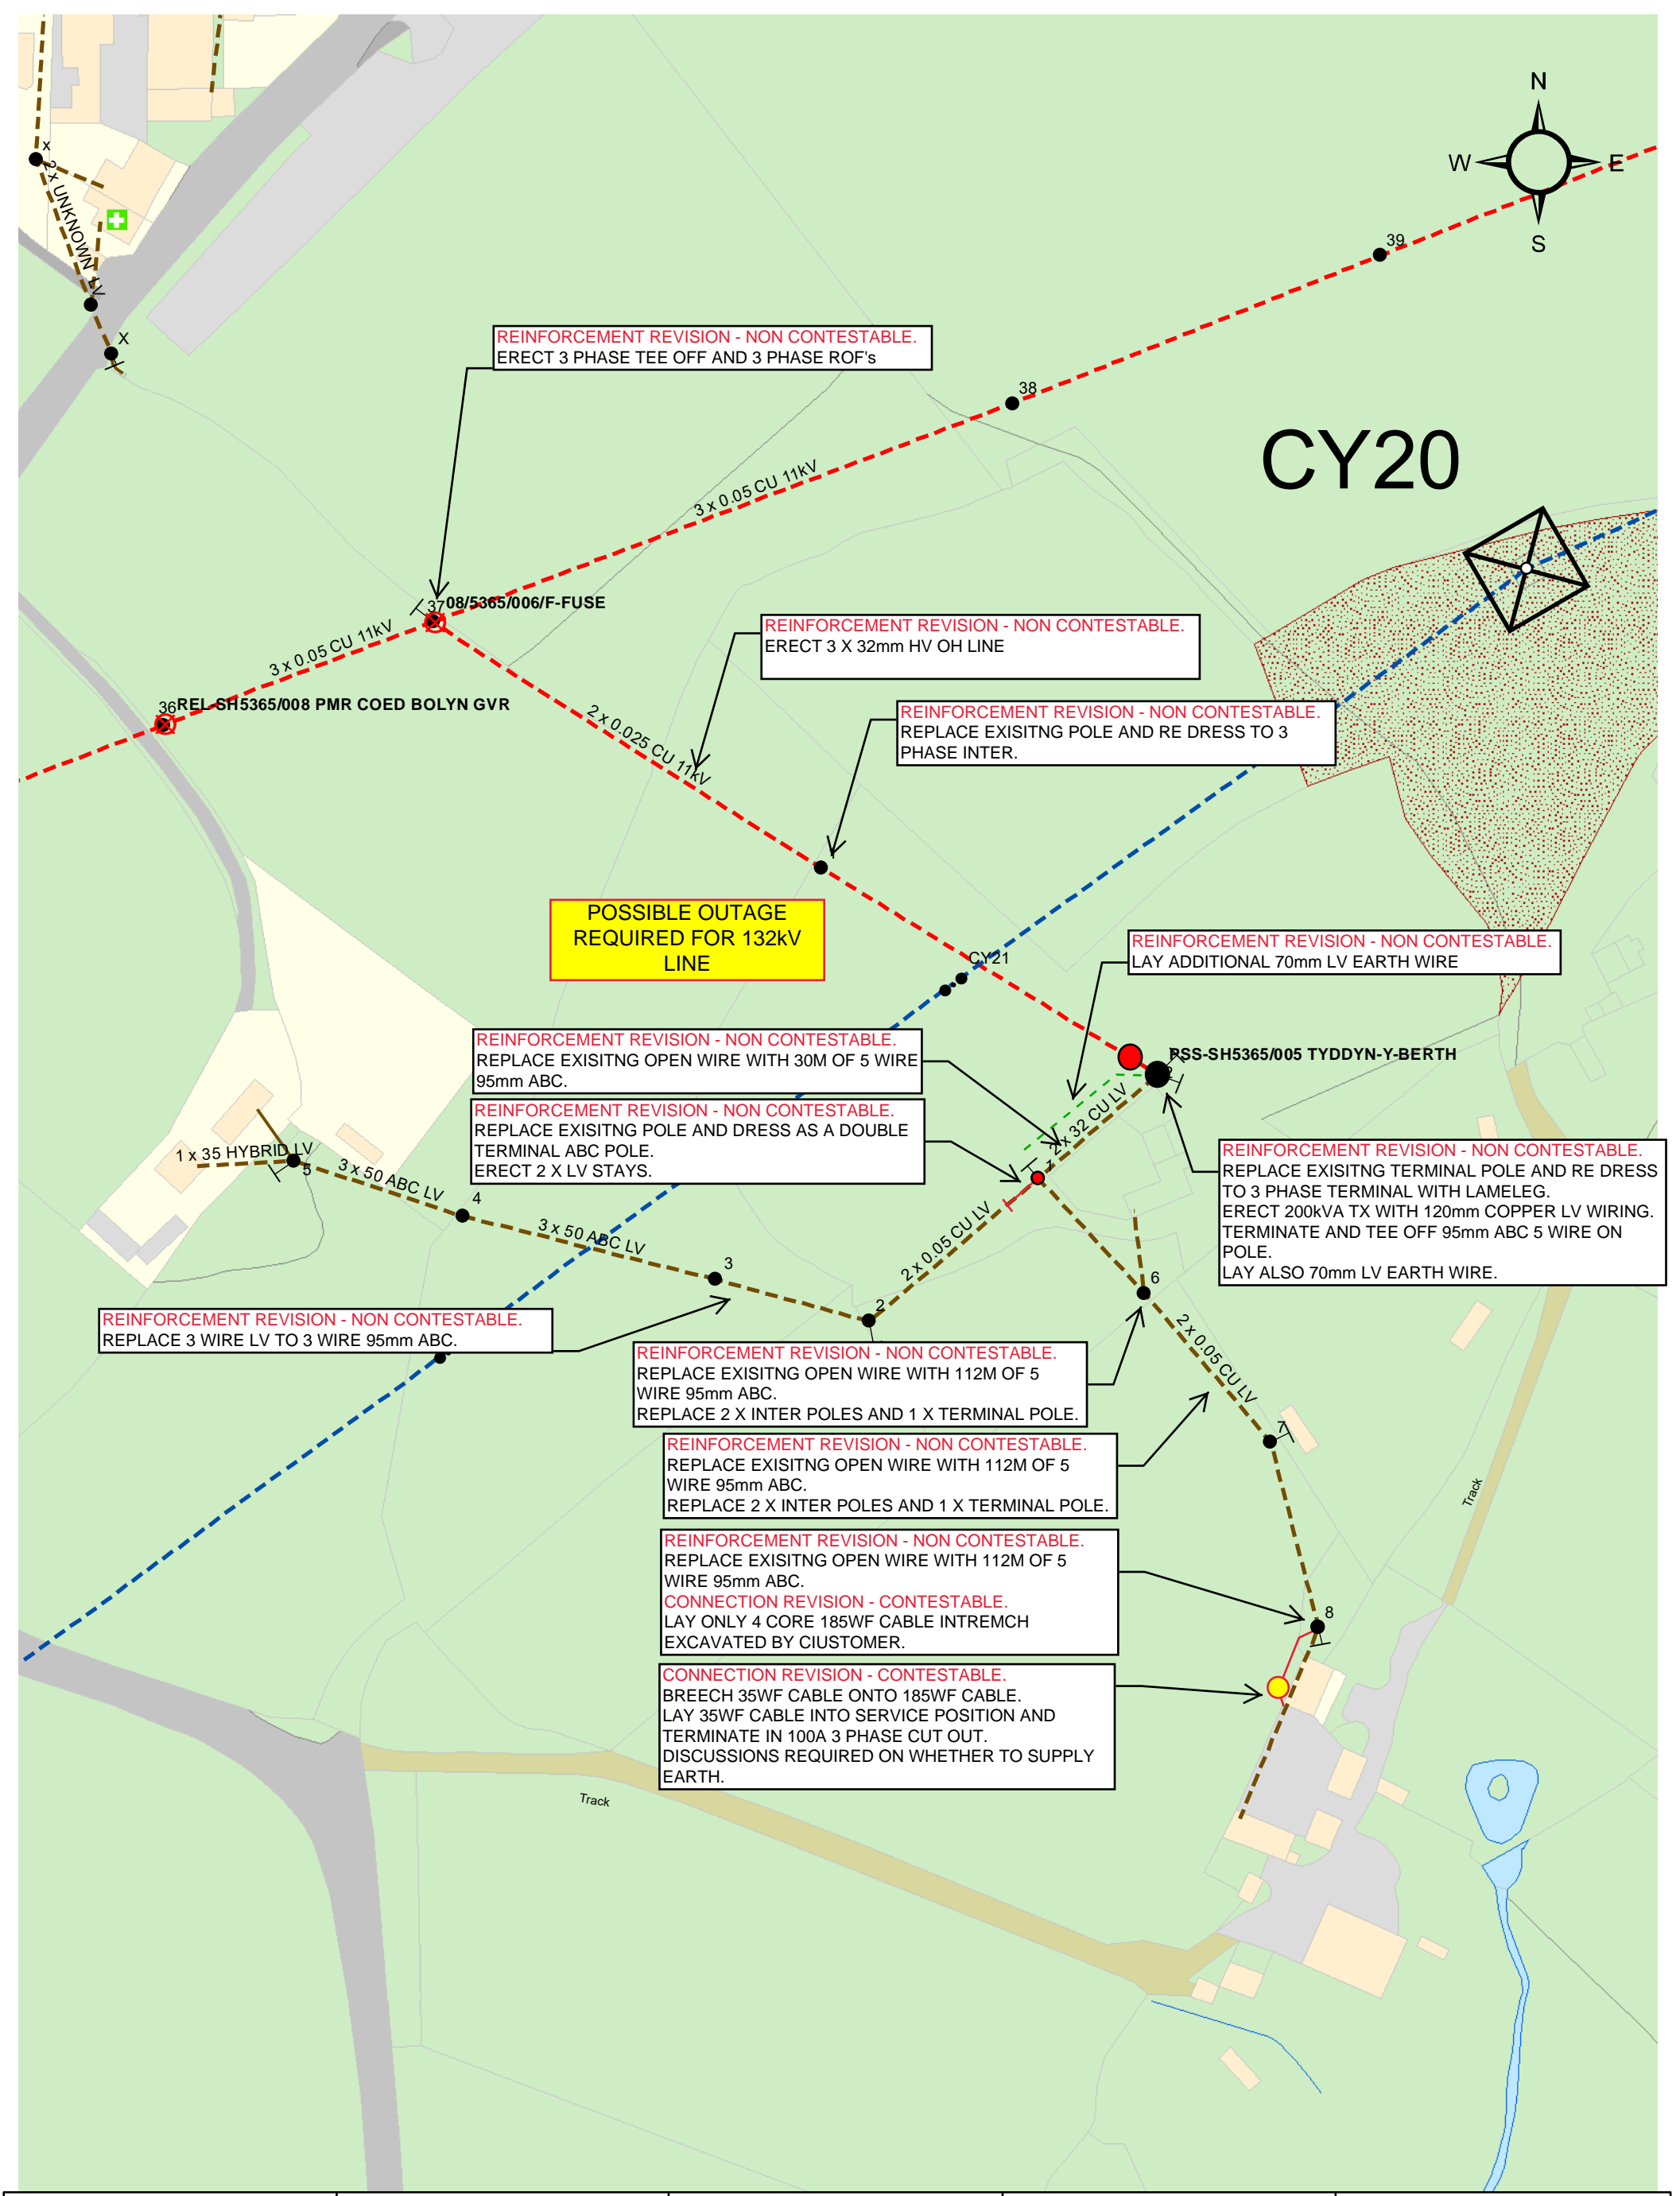 N
W
E
S
x
2 x UNKNOWN LV
X
39
38
REINFORCEMENT REVISION - NON CONTESTABLE.
ERECT 3 PHASE TEE OFF AND 3 PHASE ROF's
CY20
3 x 0.05 CU 11kV
37
08/5365/006/F-FUSE
3 x 0.05 CU 11kV
REINFORCEMENT REVISION - NON CONTESTABLE.
ERECT 3 X 32mm HV OH LINE
36
REL-SH5365/008 PMR COED BOLYN GVR
2 x 0.025 CU 11kV
REINFORCEMENT REVISION - NON CONTESTABLE.
REPLACE EXISITNG POLE AND RE DRESS TO 3
PHASE INTER.
POSSIBLE OUTAGE
REQUIRED FOR 132kV
LINE
CY21
REINFORCEMENT REVISION - NON CONTESTABLE.
LAY ADDITIONAL 70mm LV EARTH WIRE
REINFORCEMENT REVISION - NON CONTESTABLE.
REPLACE EXISITNG OPEN WIRE WITH 30M OF 5 WIRE
95mm ABC.
PSS-SH5365/005 TYDDYN-Y-BERTH
2 x 32 CU LV
REINFORCEMENT REVISION - NON CONTESTABLE.
REPLACE EXISITNG POLE AND DRESS AS A DOUBLE
TERMINAL ABC POLE.
ERECT 2 X LV STAYS.
REINFORCEMENT REVISION - NON CONTESTABLE.
REPLACE EXISITNG TERMINAL POLE AND RE DRESS
TO 3 PHASE TERMINAL WITH LAMELEG.
ERECT 200kVA TX WITH 120mm COPPER LV WIRING.
TERMINATE AND TEE OFF 95mm ABC 5 WIRE ON
POLE.
LAY ALSO 70mm LV EARTH WIRE.
1 x 35 HYBRID LV
5
3 x 50 ABC LV
4
3 x 50 ABC LV
3
2 x 0.05 CU LV
2
6
2 x 0.05 CU LV
REINFORCEMENT REVISION - NON CONTESTABLE.
REPLACE 3 WIRE LV TO 3 WIRE 95mm ABC.
REINFORCEMENT REVISION - NON CONTESTABLE.
REPLACE EXISITNG OPEN WIRE WITH 112M OF 5
WIRE 95mm ABC.
REPLACE 2 X INTER POLES AND 1 X TERMINAL POLE.
7
REINFORCEMENT REVISION - NON CONTESTABLE.
REPLACE EXISITNG OPEN WIRE WITH 112M OF 5
WIRE 95mm ABC.
REPLACE 2 X INTER POLES AND 1 X TERMINAL POLE.
Track
REINFORCEMENT REVISION - NON CONTESTABLE.
REPLACE EXISITNG OPEN WIRE WITH 112M OF 5
WIRE 95mm ABC.
CONNECTION REVISION - CONTESTABLE.
LAY ONLY 4 CORE 185WF CABLE INTREMCH
EXCAVATED BY CIUSTOMER.
8
CONNECTION REVISION - CONTESTABLE.
BREECH 35WF CABLE ONTO 185WF CABLE.
LAY 35WF CABLE INTO SERVICE POSITION AND
TERMINATE IN 100A 3 PHASE CUT OUT.
DISCUSSIONS REQUIRED ON WHETHER TO SUPPLY
EARTH.
Track